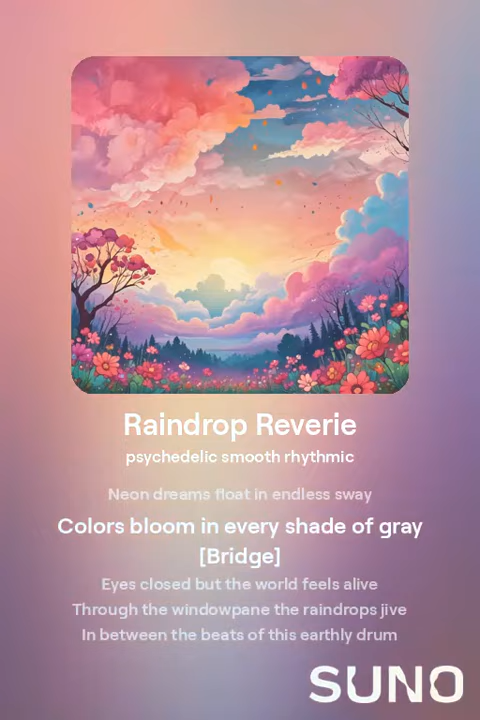 Raindrop Reverie
psychedelic smooth rhythmic
Neon dreams float in endless sway
Colors bloom in every shade of gray
[Bridge]
Eyes closed but the world feels alive
Through the windowpane the raindrops jive
In between the beats of this earthly drum
SUNO